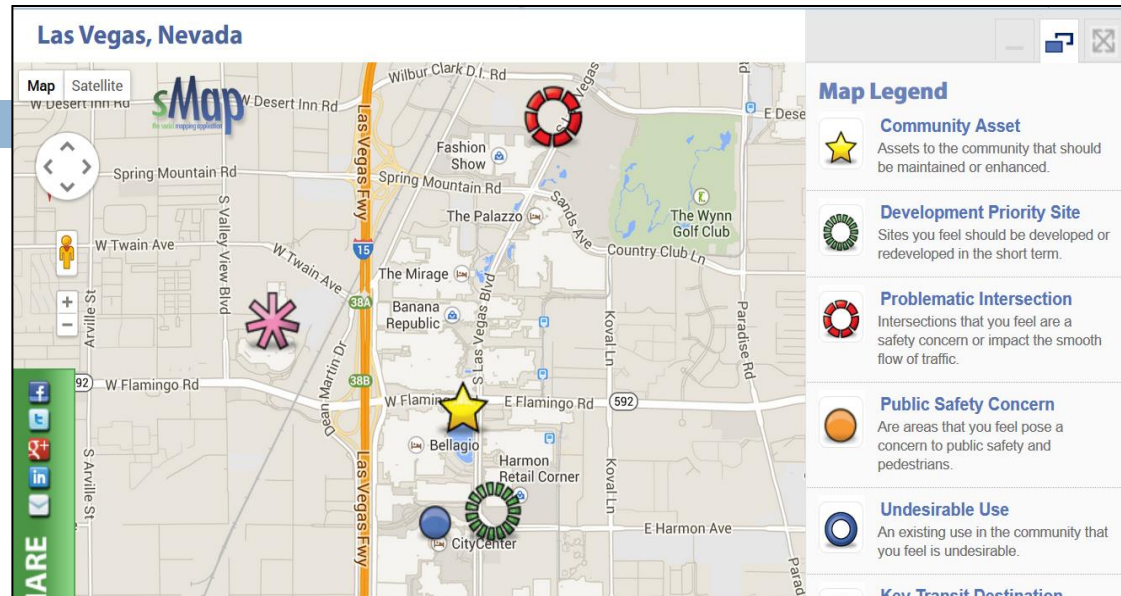 Las Vegas, Nevada
Map Satellite
sMap
W Desert Inn Rd
W Desert Inn Rd
Wilbur Clark D.I. Rd
E Dese
Las Vegas Fwy
Fashion
Show
Spring Mountain Rd
Spring Mountain Rd
S Valley View Blvd
The Palazzo
Sands Ave
The Wynn
Golf Club
W Twain Ave
W Twain Ave
15
Country Club Ln
The Mirage
S Las Vegas Blvd
38A
Banana
Republic
Koval Ln
Paradise Rd
Arville St
+
−
Dean Martin Dr
38B
92
W Flamingo Rd
E Flamingo Rd
592
Bellagio
Harmon
Retail Corner
S Arville St
Las Vegas Fwy
Koval Ln
E Harmon Ave
CityCenter
Parad
f
t
g+
in
HARE
Map Legend
Community Asset
Assets to the community that should
be maintained or enhanced.
Development Priority Site
Sites you feel should be developed or
redeveloped in the short term.
Problematic Intersection
Intersections that you feel are a
safety concern or impact the smooth
flow of traffic.
Public Safety Concern
Are areas that you feel pose a
concern to public safety and
pedestrians.
Undesirable Use
An existing use in the community that
you feel is undesirable.
Key Transit Destination